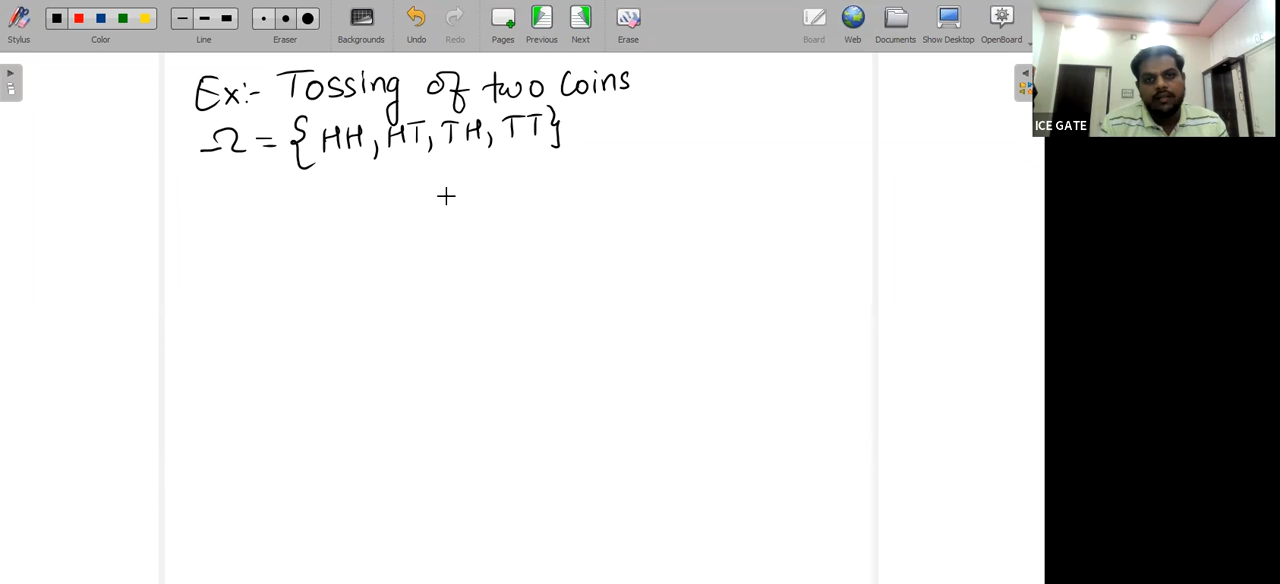 Stylus Color Line Eraser Backgrounds Undo Redo Pages Previous Next Erase Board Web Documents Show Desktop OpenBoard
ICE GATE
Ex:- Tossing of two Coins
Ω = { HH, HT, TH, TT}